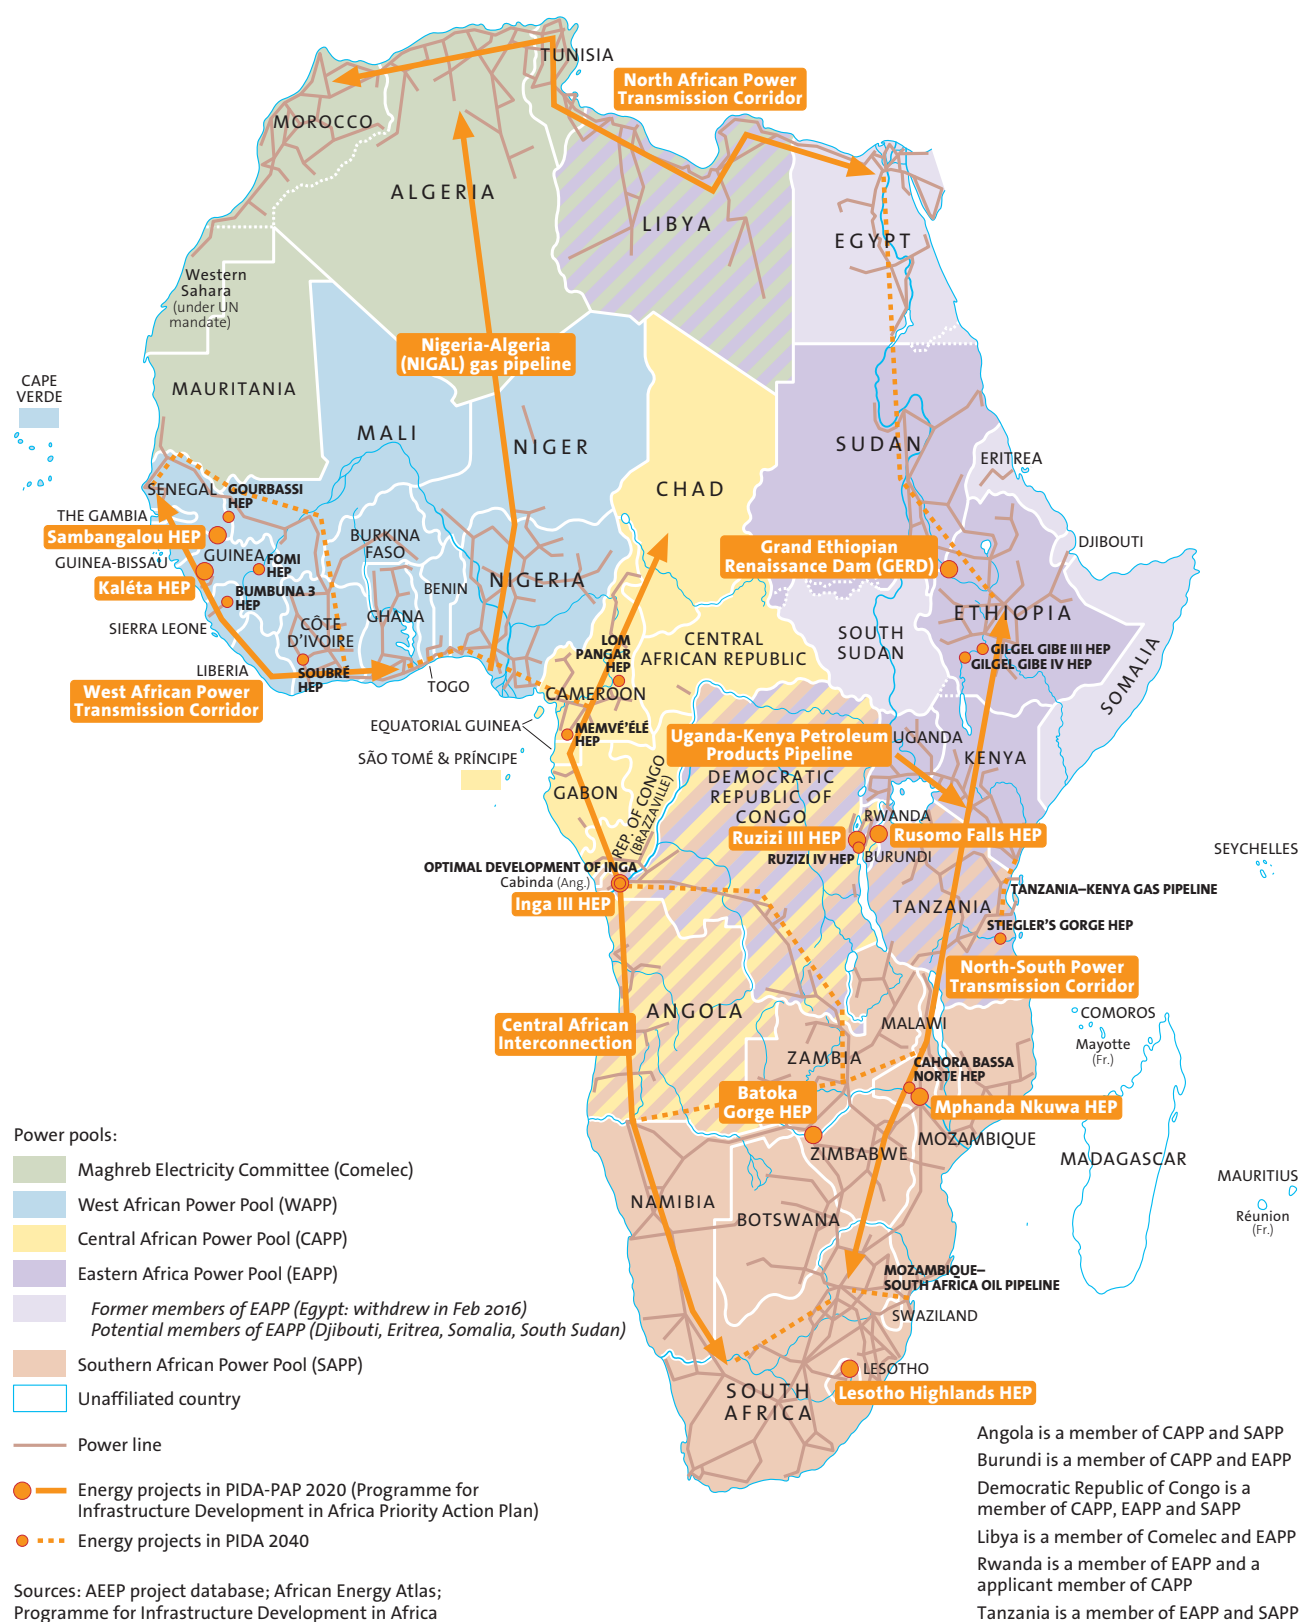 TUNISIA
North African Power
Transmission Corridor
MOROCCO
ALGERIA
LIBYA
EGYPT
Western
Sahara
(under UN
mandate)
Nigeria-Algeria
(NIGAL) gas pipeline
CAPE
VERDE
MAURITANIA
MALI
NIGER
CHAD
SUDAN
ERITREA
SENEGAL
GOURBASSI
HEP
THE GAMBIA
Sambangalou HEP
GUINEA-BISSAU
GUINEA
FOMI
HEP
Kaléta HEP
BUMBUNA 3
HEP
SIERRA LEONE
LIBERIA
West African Power
Transmission Corridor
CÔTE
D’IVOIRE
SOUBRÉ
HEP
BURKINA
FASO
GHANA
BENIN
TOGO
NIGERIA
DJIBOUTI
Grand Ethiopian
Renaissance Dam (GERD)
ETHIOPIA
GILGEL GIBE III HEP
GILGEL GIBE IV HEP
SOMALIA
SOUTH
SUDAN
CENTRAL
AFRICAN REPUBLIC
LOM
PANGAR
HEP
CAMEROON
EQUATORIAL GUINEA
MEMVÉ’ÉLÉ
HEP
SÃO TOMÉ & PRÍNCIPE
GABON
REP. OF CONGO
(BRAZZAVILLE)
Uganda-Kenya Petroleum
Products Pipeline
UGANDA
KENYA
DEMOCRATIC
REPUBLIC OF
CONGO
RWANDA
Ruzizi III HEP
Rusomo Falls HEP
RUZIZI IV HEP
BURUNDI
SEYCHELLES
OPTIMAL DEVELOPMENT OF INGA
Cabinda (Ang.)
Inga III HEP
TANZANIA–KENYA GAS PIPELINE
TANZANIA
STIEGLER’S GORGE HEP
North-South Power
Transmission Corridor
ANGOLA
Central African
Interconnection
MALAWI
COMOROS
Mayotte
(Fr.)
ZAMBIA
CAHORA BASSA
NORTE HEP
Batoka
Gorge HEP
Mphanda Nkuwa HEP
MOZAMBIQUE
ZIMBABWE
MADAGASCAR
MAURITIUS
Réunion
(Fr.)
NAMIBIA
BOTSWANA
MOZAMBIQUE–
SOUTH AFRICA OIL PIPELINE
SWAZILAND
LESOTHO
Lesotho Highlands HEP
SOUTH
AFRICA
Power pools:
Maghreb Electricity Committee (Comelec)
West African Power Pool (WAPP)
Central African Power Pool (CAPP)
Eastern Africa Power Pool (EAPP)
Former members of EAPP (Egypt: withdrew in Feb 2016)
Potential members of EAPP (Djibouti, Eritrea, Somalia, South Sudan)
Southern African Power Pool (SAPP)
Unaffiliated country
Power line
Energy projects in PIDA-PAP 2020 (Programme for
Infrastructure Development in Africa Priority Action Plan)
Energy projects in PIDA 2040
Sources: AEEP project database; African Energy Atlas;
Programme for Infrastructure Development in Africa
Angola is a member of CAPP and SAPP
Burundi is a member of CAPP and EAPP
Democratic Republic of Congo is a
member of CAPP, EAPP and SAPP
Libya is a member of Comelec and EAPP
Rwanda is a member of EAPP and a
applicant member of CAPP
Tanzania is a member of EAPP and SAPP